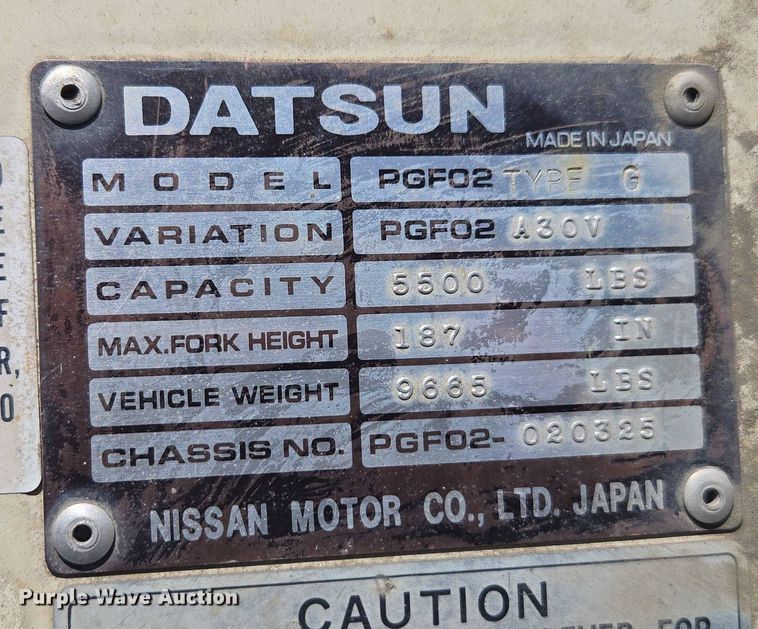 DATSUN
MADE IN JAPAN
MODEL PGF02 TYPE G
VARIATION PGF02 A30V
CAPACITY 5500 LBS
MAX.FORK HEIGHT 187 IN
VEHICLE WEIGHT 9665 LBS
CHASSIS NO. PGF02-020325
NISSAN MOTOR CO., LTD. JAPAN
CAUTION
FOR
Purple Wave Auction